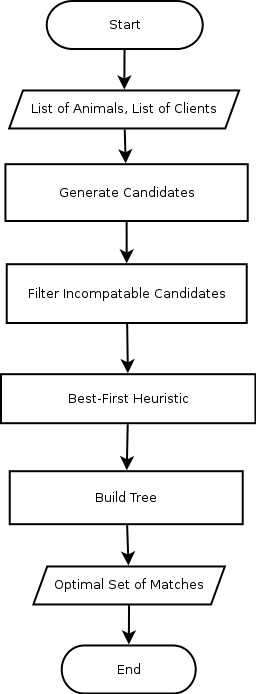 Start
List of Animals, List of Clients
Generate Candidates
Filter Incompatable Candidates
Best-First Heuristic
Build Tree
Optimal Set of Matches
End